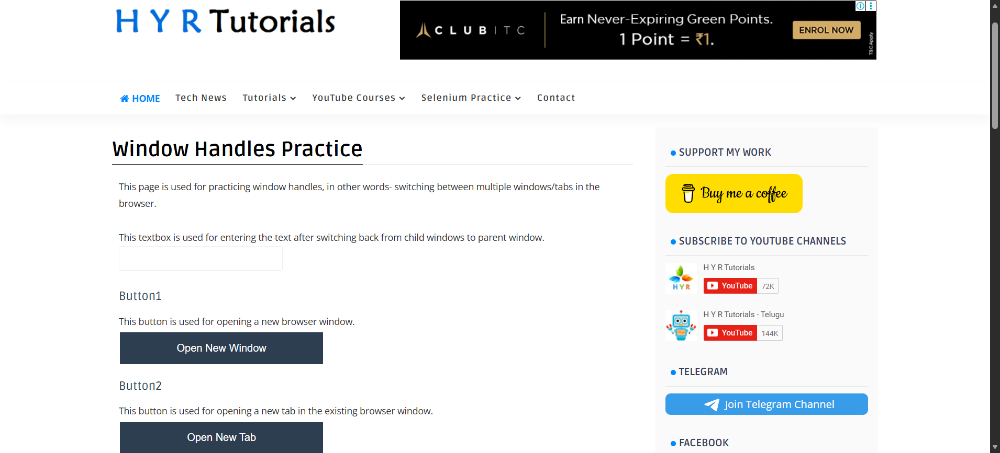 H Y R Tutorials
CLUBITC
Earn Never-Expiring Green Points.
1 Point = ₹1.
ENROL NOW
T&C Apply
HOME
Tech News
Tutorials
YouTube Courses
Selenium Practice
Contact
Window Handles Practice
This page is used for practicing window handles, in other words- switching between multiple windows/tabs in the
browser.
This textbox is used for entering the text after switching back from child windows to parent window.
Button1
This button is used for opening a new browser window.
Open New Window
Button2
This button is used for opening a new tab in the existing browser window.
Open New Tab
SUPPORT MY WORK
Buy me a coffee
SUBSCRIBE TO YOUTUBE CHANNELS
HYR
H Y R Tutorials
YouTube 72K
H Y R Tutorials - Telugu
YouTube 144K
TELEGRAM
Join Telegram Channel
FACEBOOK